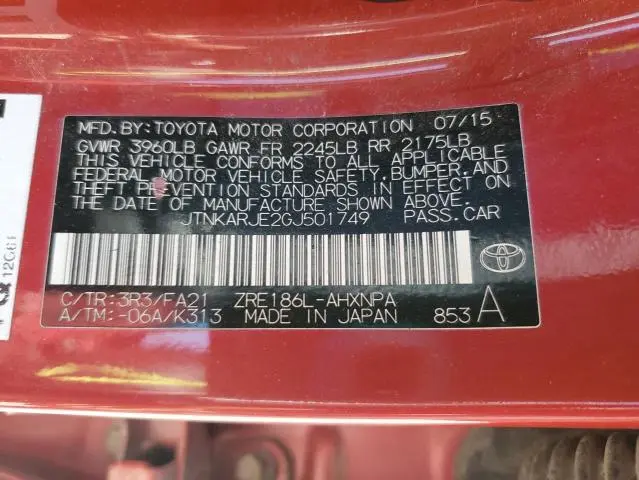 MFD.BY:TOYOTA MOTOR CORPORATION 07/15
GVWR 3960LB GAWR FR 2245LB RR 2175LB
THIS VEHICLE CONFORMS TO ALL APPLICABLE
FEDERAL MOTOR VEHICLE SAFETY,BUMPER,AND
THEFT PREVENTION STANDARDS IN EFFECT ON
THE DATE OF MANUFACTURE SHOWN ABOVE.
JTNKARJE2GJ501749 PASS.CAR
C/TR:3R3/FA21 ZRE186L-AHXNPA
A/TM:-06A/K313 MADE IN JAPAN 853 A